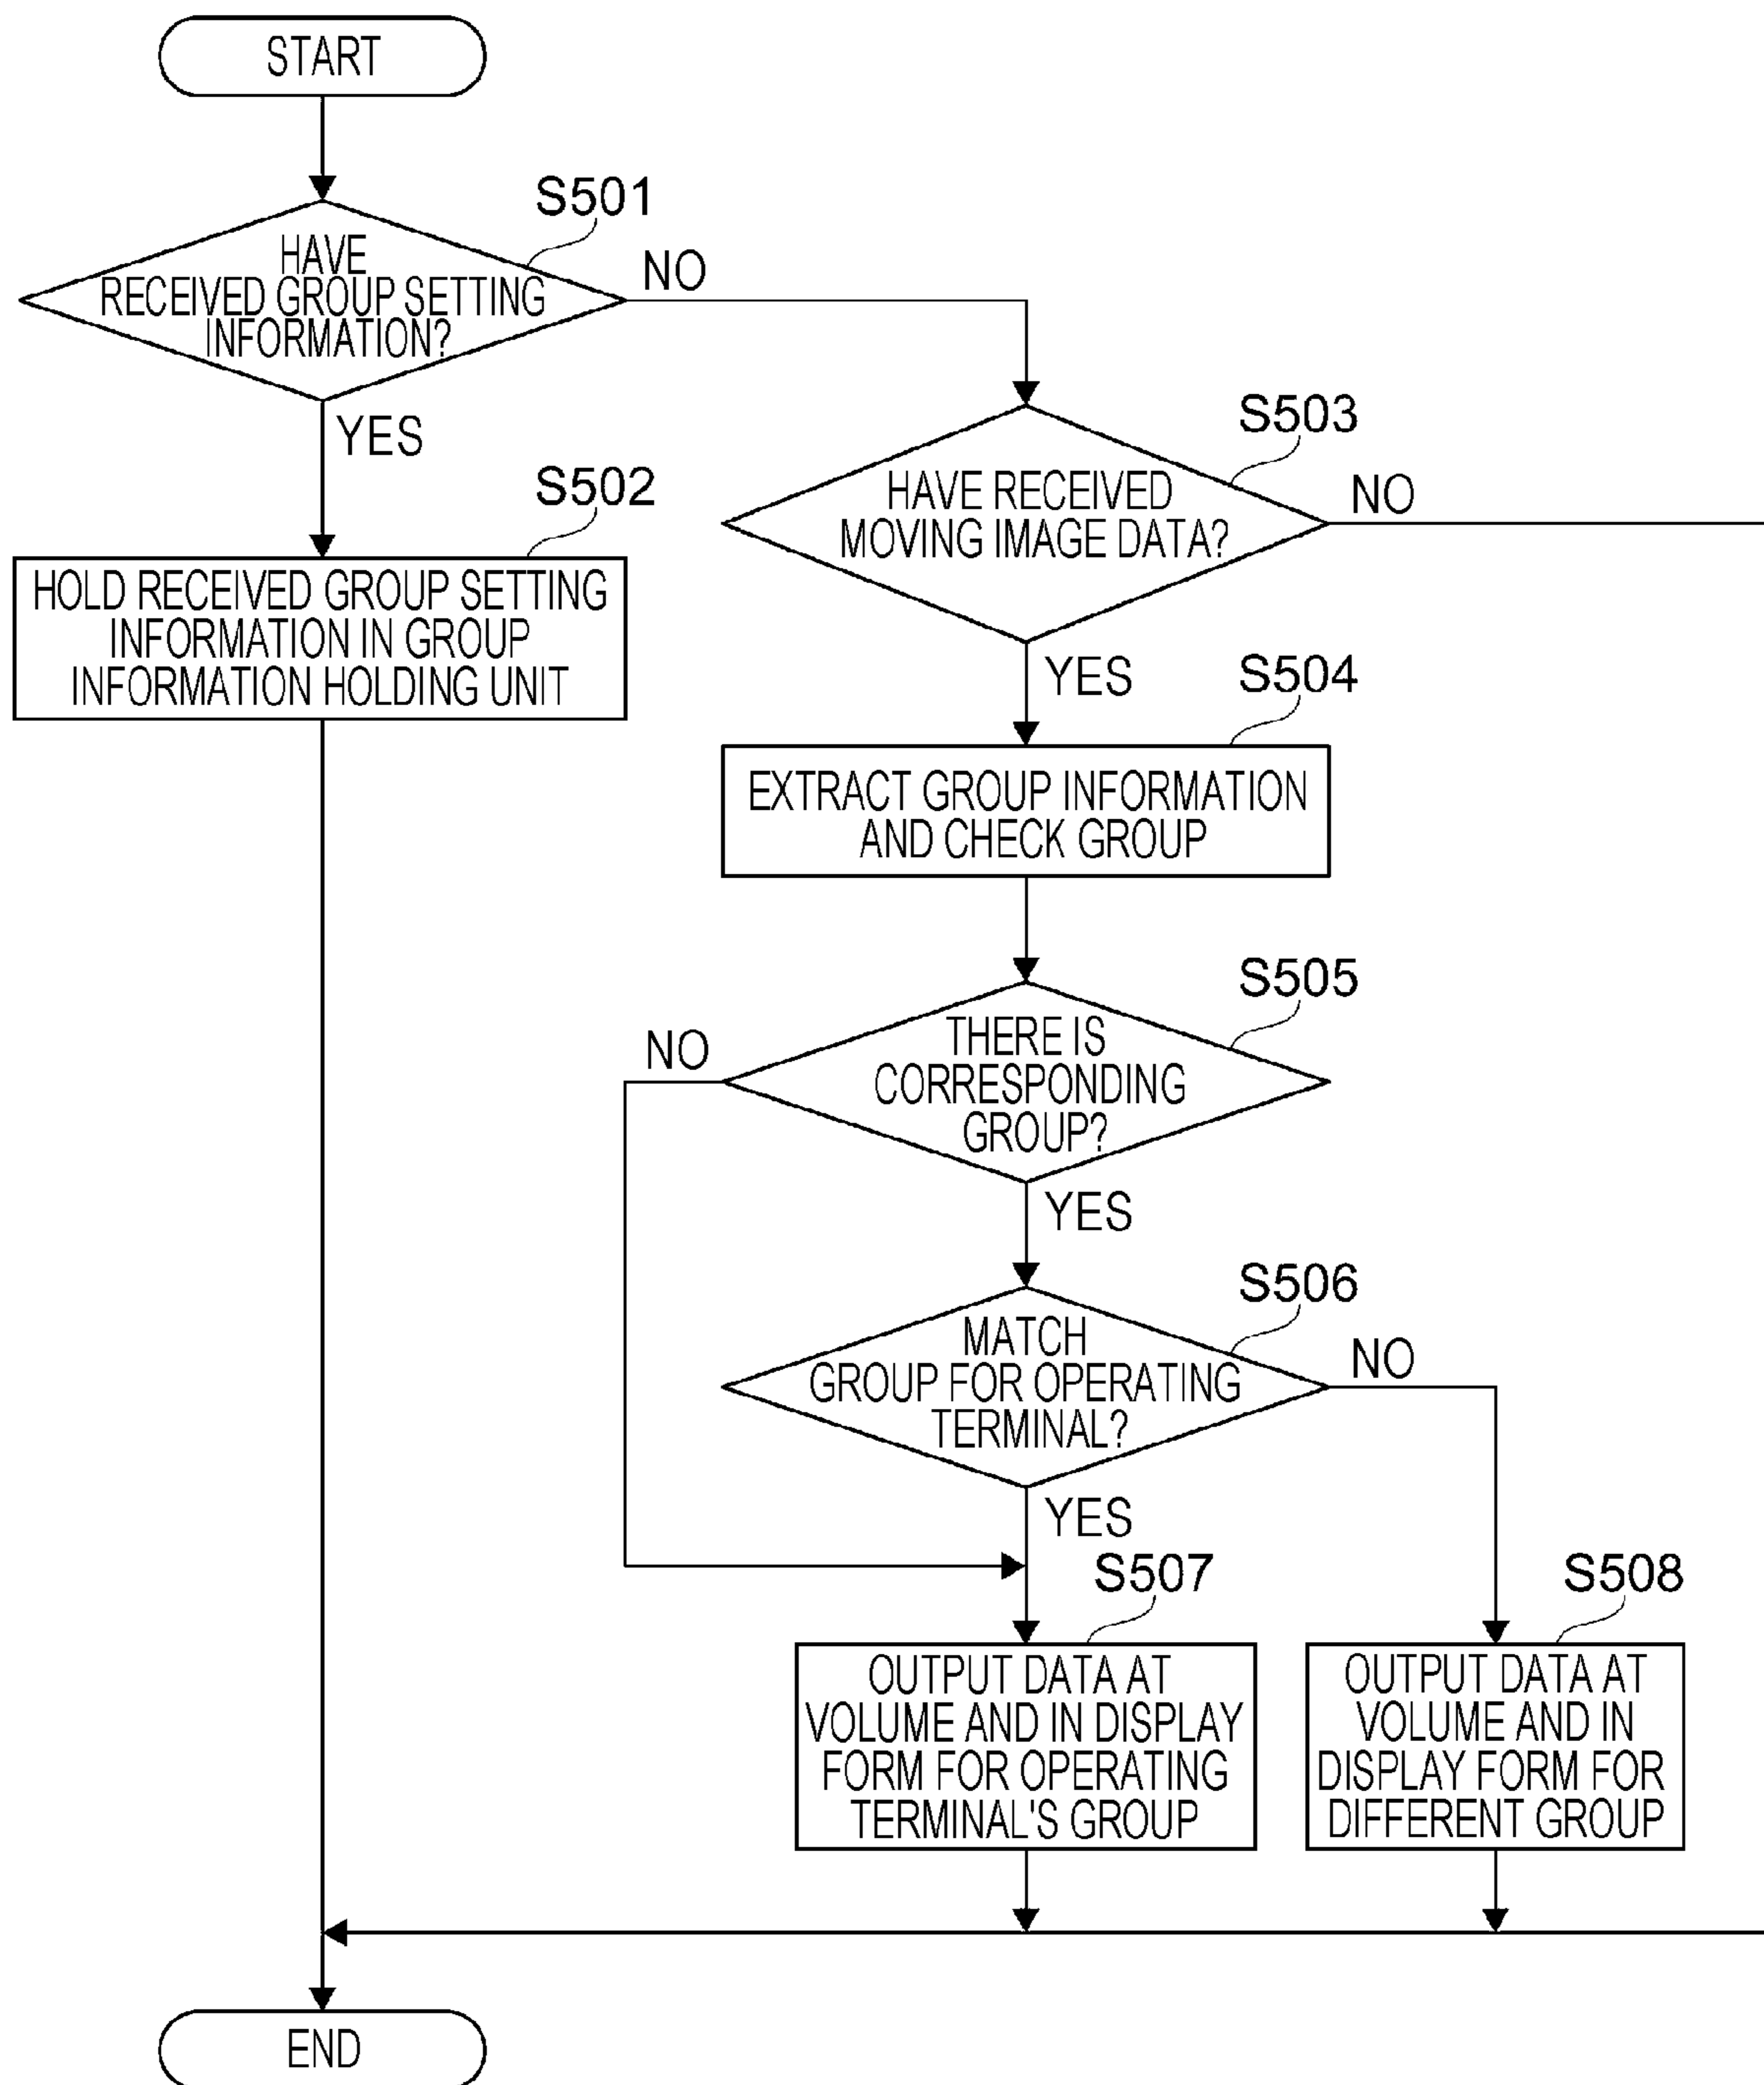 START
S501
HAVE
RECEIVED GROUP SETTING
INFORMATION?
NO
YES
S502
HOLD RECEIVED GROUP SETTING
INFORMATION IN GROUP
INFORMATION HOLDING UNIT
S503
HAVE RECEIVED
MOVING IMAGE DATA?
NO
YES
S504
EXTRACT GROUP INFORMATION
AND CHECK GROUP
S505
THERE IS
CORRESPONDING
GROUP?
NO
YES
S506
MATCH
GROUP FOR OPERATING
TERMINAL?
NO
YES
S507
OUTPUT DATA AT
VOLUME AND IN DISPLAY
FORM FOR OPERATING
TERMINAL'S GROUP
S508
OUTPUT DATA AT
VOLUME AND IN
DISPLAY FORM FOR
DIFFERENT GROUP
END